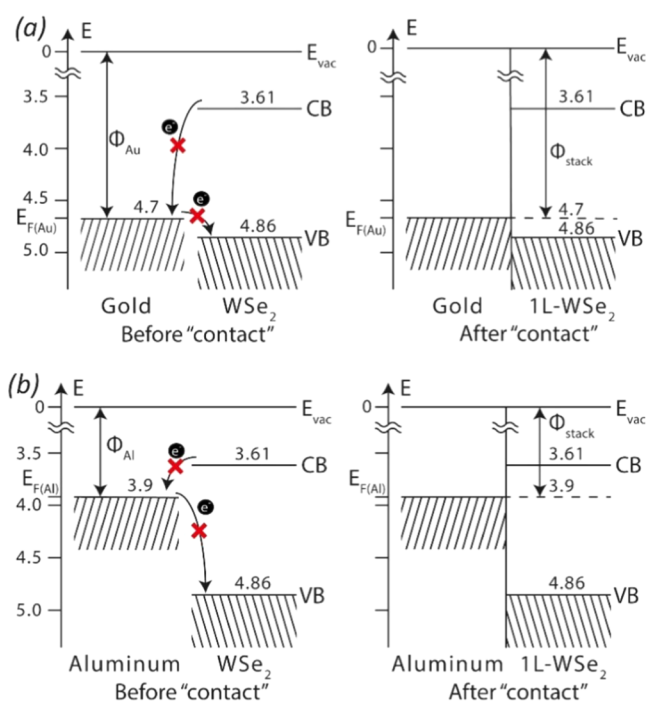 (a)
E
0
E_vac
3.5
3.61
CB
e⁻
Φ_Au
4.0
4.5
e⁻
4.7
4.86
E_F(Au)
VB
5.0
Gold WSe₂
Before "contact"
E
0
E_vac
3.5
3.61
CB
4.0
Φ_stack
4.5
4.7
E_F(Au)
4.86
VB
5.0
Gold 1L-WSe₂
After "contact"
(b)
E
0
E_vac
Φ_Al
e⁻
3.5
3.61
CB
E_F(Al)
3.9
e⁻
4.0
4.5
4.86
VB
5.0
Aluminum WSe₂
Before "contact"
E
0
E_vac
Φ_stack
3.5
3.61
CB
E_F(Al)
3.9
4.0
4.5
4.86
VB
5.0
Aluminum 1L-WSe₂
After "contact"